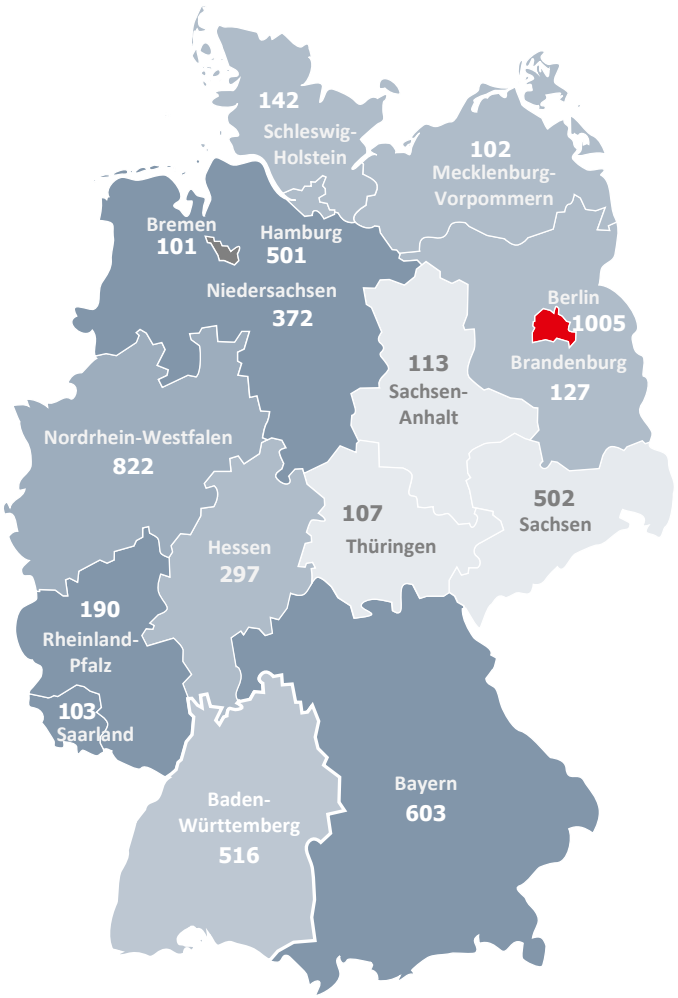 142
Schleswig-
Holstein
102
Mecklenburg-
Vorpommern
Bremen
101
Hamburg
501
Niedersachsen
372
Berlin
1005
Brandenburg
127
113
Sachsen-
Anhalt
Nordrhein-Westfalen
822
502
Sachsen
107
Thüringen
Hessen
297
190
Rheinland-
Pfalz
103
Saarland
Bayern
603
Baden-
Württemberg
516